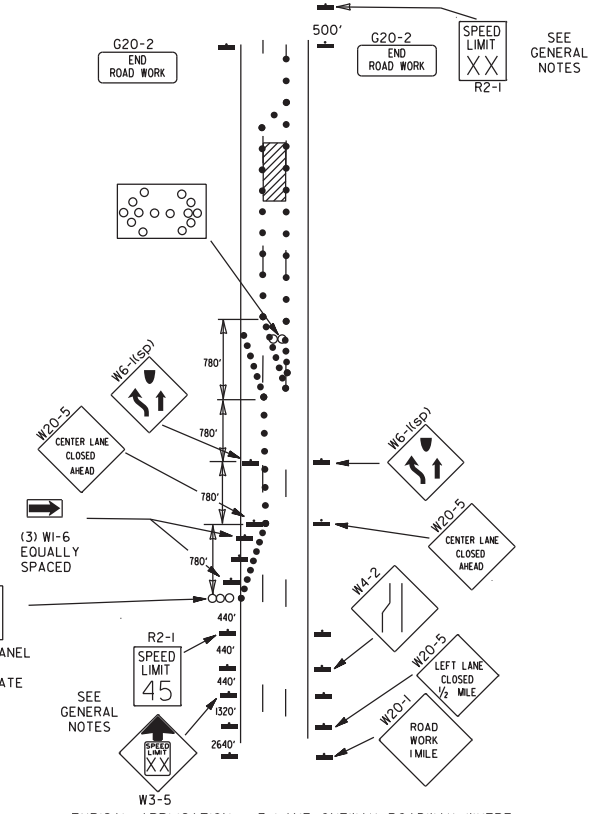 500'
G20-2
END
ROAD WORK
G20-2
END
ROAD WORK
SPEED
LIMIT
XX
R2-1
SEE
GENERAL
NOTES
780'
W6-1(sp)
780'
W20-5
CENTER LANE
CLOSED
AHEAD
780'
W6-1(sp)
(3) W1-6
EQUALLY
SPACED
780'
W20-5
CENTER LANE
CLOSED
AHEAD
ANEL
ATE
440'
R2-1
SPEED
LIMIT
45
440'
W4-2
440'
SEE
GENERAL
NOTES
W20-5
LEFT LANE
CLOSED
1/2 MILE
1320'
W20-1
ROAD
WORK
1 MILE
2640'
SPEED
LIMIT
XX
W3-5